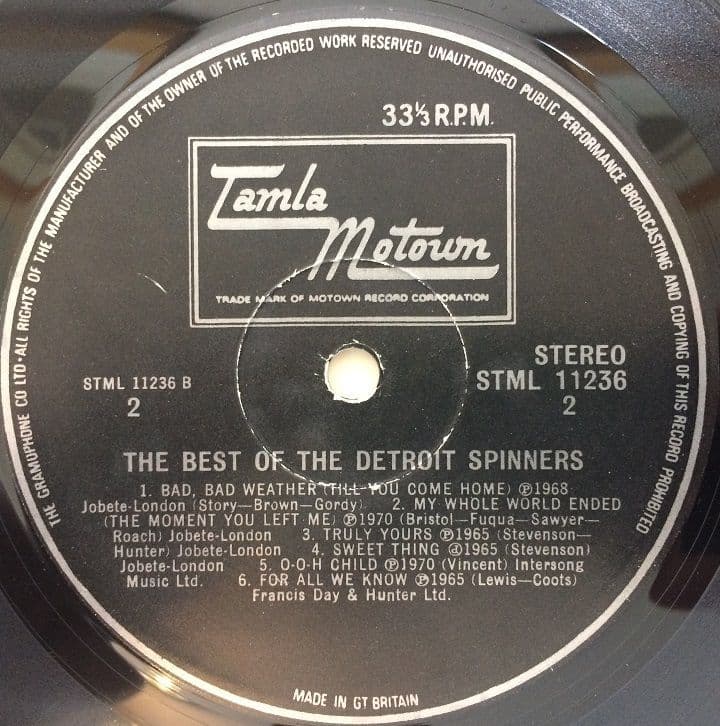 THE GRAMOPHONE CO LTD·ALL RIGHTS OF THE MANUFACTURER AND OF THE OWNER OF THE RECORDED WORK RESERVED UNAUTHORISED PUBLIC PERFORMANCE BROADCASTING AND COPYING OF THIS RECORD PROHIBITED
33⅓ R.P.M.
Tamla
Motown
TRADE MARK OF MOTOWN RECORD CORPORATION
STML 11236 B
2
STEREO
STML 11236
2
THE BEST OF THE DETROIT SPINNERS
1. BAD, BAD WEATHER (TILL YOU COME HOME) ℗1968
Jobete–London (Story–Brown–Gordy) 2. MY WHOLE WORLD ENDED
(THE MOMENT YOU LEFT ME) ℗1970 (Bristol–Fuqua–Sawyer–
Roach) Jobete-London 3. TRULY YOURS ℗1965 (Stevenson–
Hunter) Jobete-London 4. SWEET THING ℗1965 (Stevenson)
Jobete-London 5. O-O-H CHILD ℗1970 (Vincent) Intersong
Music Ltd. 6. FOR ALL WE KNOW ℗1965 (Lewis–Coots)
Francis Day & Hunter Ltd.
MADE IN GT BRITAIN